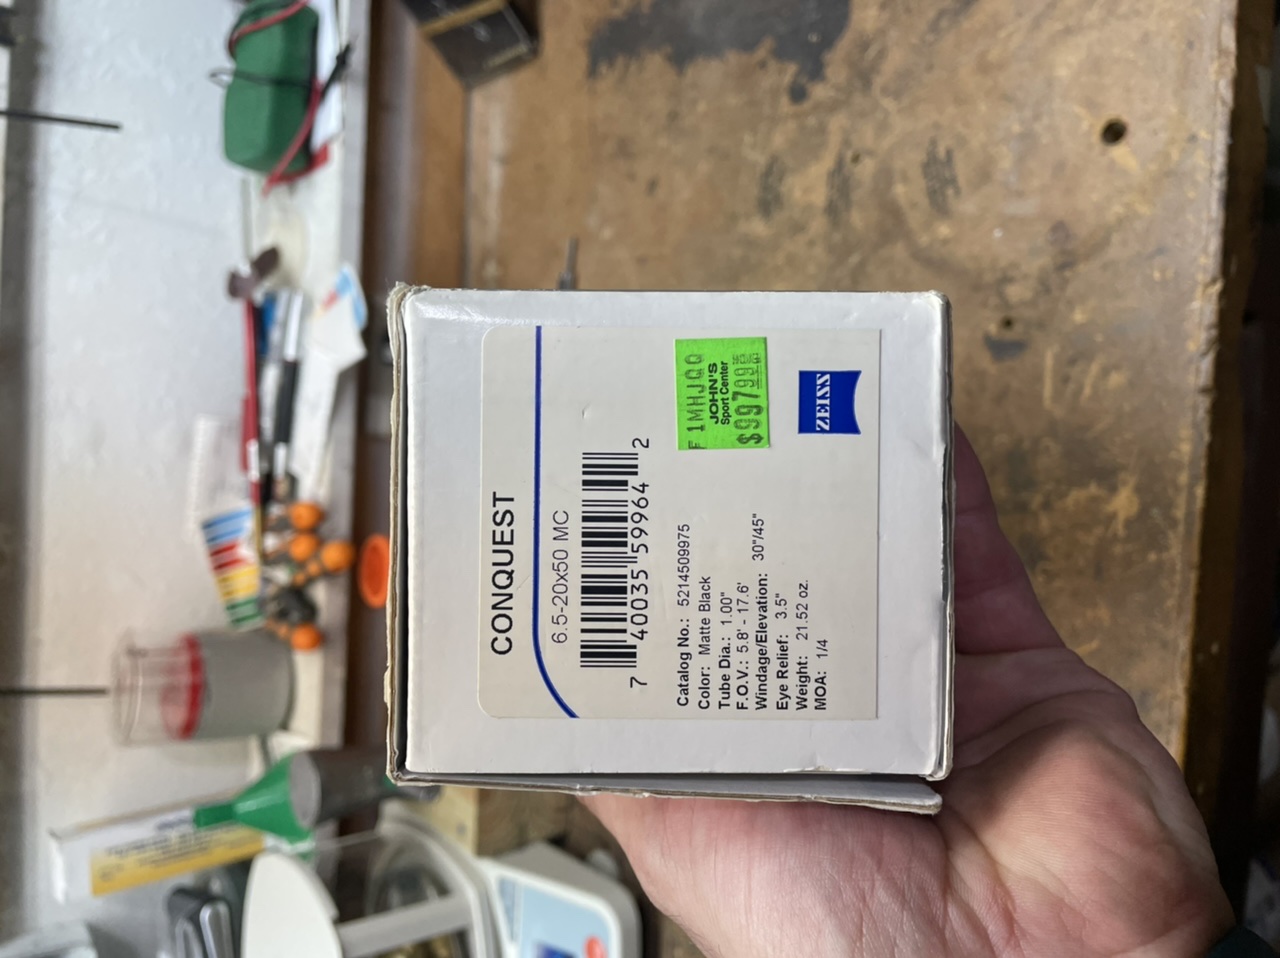 CONQUEST
6.5-20x50 MC
7 40035 59964 2
F 1MHJQQ
JOHN'S
Sport Center
$997.99
Catalog No.: 5214509975
Color: Matte Black
Tube Dia.: 1.00"
F.O.V.: 5.8' - 17.6'
Windage/Elevation: 30"/45"
Eye Relief: 3.5"
Weight: 21.52 oz.
MOA: 1/4
ZEISS